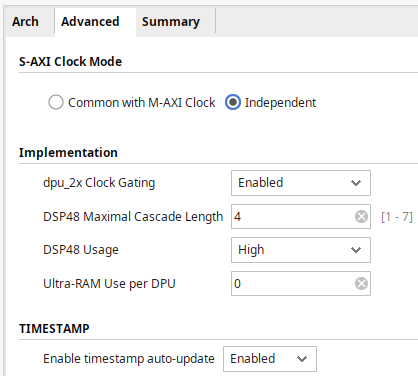 Arch Advanced Summary
S-AXI Clock Mode
Common with M-AXI Clock Independent
Implementation
dpu_2x Clock Gating Enabled
DSP48 Maximal Cascade Length 4 [1 - 7]
DSP48 Usage High
Ultra-RAM Use per DPU 0
TIMESTAMP
Enable timestamp auto-update Enabled